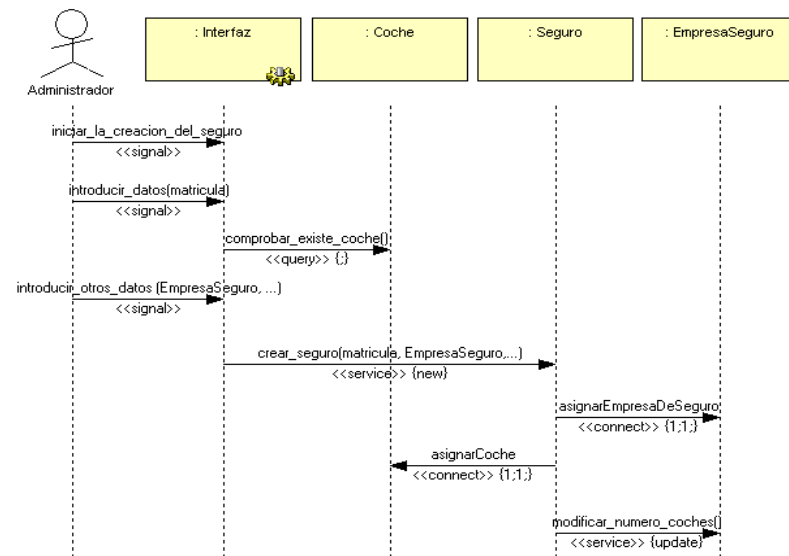 : Interfaz
: Coche
: Seguro
: EmpresaSeguro
Administrador
iniciar_la_creacion_del_seguro
<<signal>>
introducir_datos(matricula)
<<signal>>
comprobar_existe_coche()
<<query>> {;}
introducir_otros_datos (EmpresaSeguro, ...)
<<signal>>
crear_seguro(matricula, EmpresaSeguro,...)
<<service>> {new}
asignarEmpresaDeSeguro
<<connect>> {1;1;}
asignarCoche
<<connect>> {1;1;}
modificar_numero_coches()
<<service>> {update}